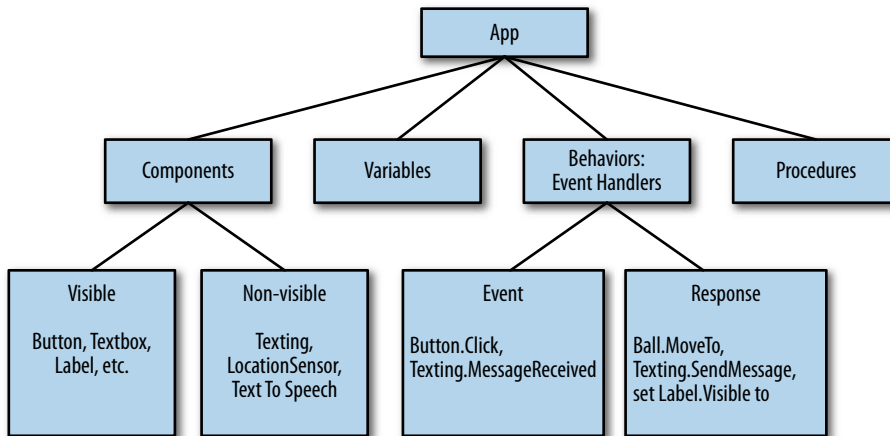 App
Components
Variables
Behaviors:
Event Handlers
Procedures
Visible
Button, Textbox,
Label, etc.
Non-visible
Texting,
LocationSensor,
Text To Speech
Event
Button.Click,
Texting.MessageReceived
Response
Ball.MoveTo,
Texting.SendMessage,
set Label.Visible to